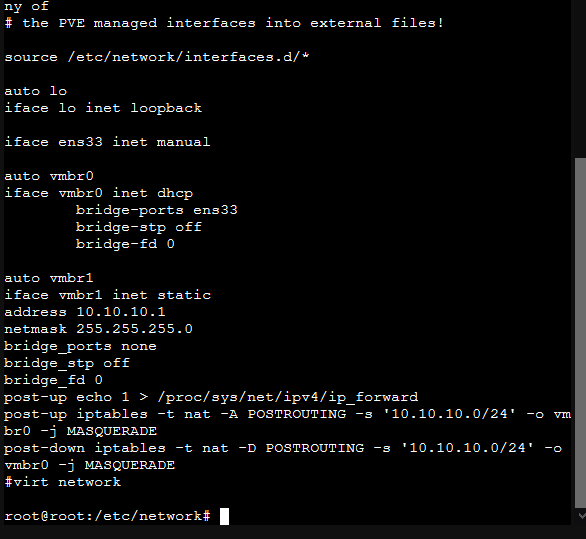 ny of
# the PVE managed interfaces into external files!
source /etc/network/interfaces.d/*
auto lo
iface lo inet loopback
iface ens33 inet manual
auto vmbr0
iface vmbr0 inet dhcp
        bridge-ports ens33
        bridge-stp off
        bridge-fd 0
auto vmbr1
iface vmbr1 inet static
address 10.10.10.1
netmask 255.255.255.0
bridge_ports none
bridge_stp off
bridge_fd 0
post-up echo 1 > /proc/sys/net/ipv4/ip_forward
post-up iptables -t nat -A POSTROUTING -s '10.10.10.0/24' -o vm
br0 -j MASQUERADE
post-down iptables -t nat -D POSTROUTING -s '10.10.10.0/24' -o
vmbr0 -j MASQUERADE
#virt network
root@root:/etc/network#